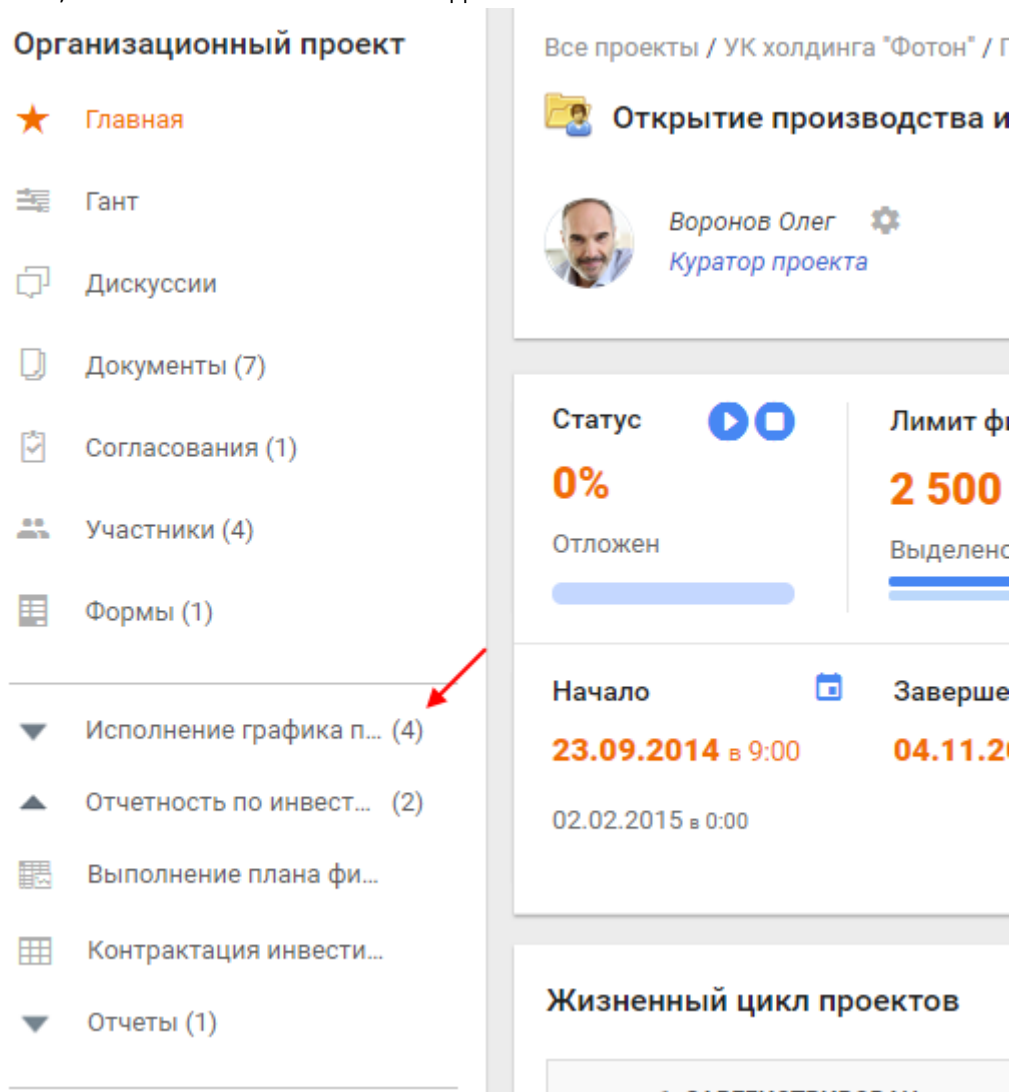 Организационный проект
Главная
Гант
Дискуссии
Документы (7)
Согласования (1)
Участники (4)
Формы (1)
Исполнение графика п... (4)
Отчетность по инвест... (2)
Выполнение плана фи...
Контрактация инвести...
Отчеты (1)
Все проекты / УК холдинга "Фотон" /
Открытие производства и
Воронов Олег
Куратор проекта
Статус
0%
Отложен
Лимит
2 500
Выделено
Начало
23.09.2014 в 9:00
02.02.2015 в 0:00
Заверше
04.11.2
Жизненный цикл проектов